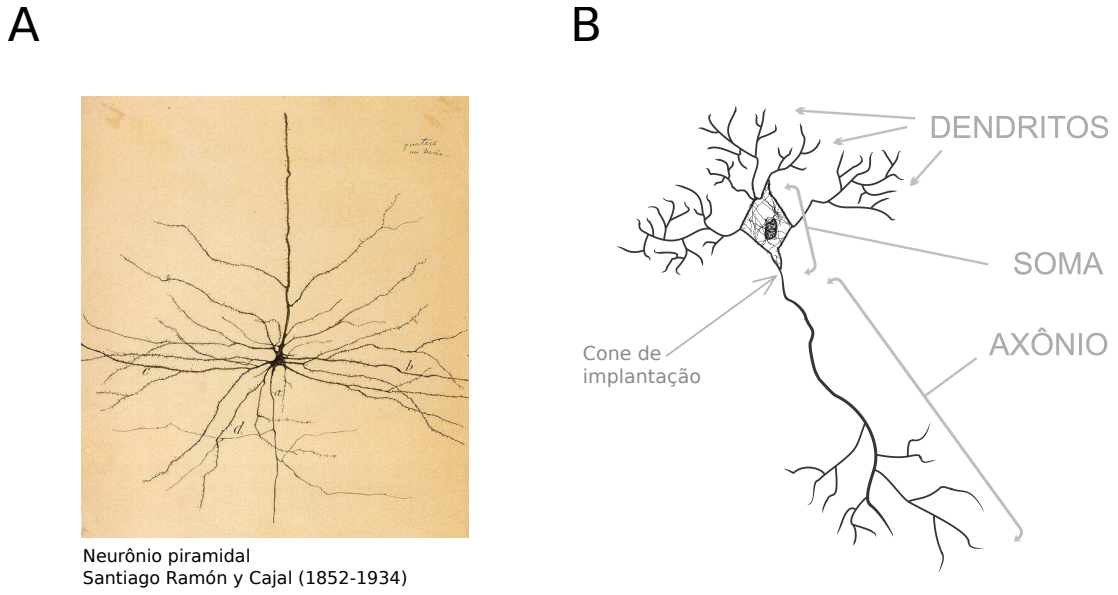 A
B
DENDRITOS
SOMA
AXÔNIO
Cone de
implantação
c
b
a
d
Neurônio piramidal
Santiago Ramón y Cajal (1852-1934)